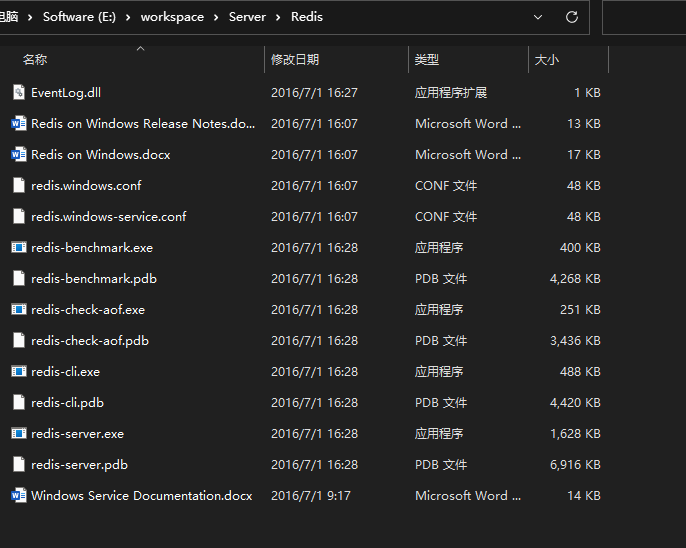 电脑 › Software (E:) › workspace › Server › Redis
名称 修改日期 类型 大小
EventLog.dll 2016/7/1 16:27 应用程序扩展 1 KB
Redis on Windows Release Notes.do... 2016/7/1 16:07 Microsoft Word ... 13 KB
Redis on Windows.docx 2016/7/1 16:07 Microsoft Word ... 17 KB
redis.windows.conf 2016/7/1 16:07 CONF 文件 48 KB
redis.windows-service.conf 2016/7/1 16:07 CONF 文件 48 KB
redis-benchmark.exe 2016/7/1 16:28 应用程序 400 KB
redis-benchmark.pdb 2016/7/1 16:28 PDB 文件 4,268 KB
redis-check-aof.exe 2016/7/1 16:28 应用程序 251 KB
redis-check-aof.pdb 2016/7/1 16:28 PDB 文件 3,436 KB
redis-cli.exe 2016/7/1 16:28 应用程序 488 KB
redis-cli.pdb 2016/7/1 16:28 PDB 文件 4,420 KB
redis-server.exe 2016/7/1 16:28 应用程序 1,628 KB
redis-server.pdb 2016/7/1 16:28 PDB 文件 6,916 KB
Windows Service Documentation.docx 2016/7/1 9:17 Microsoft Word ... 14 KB